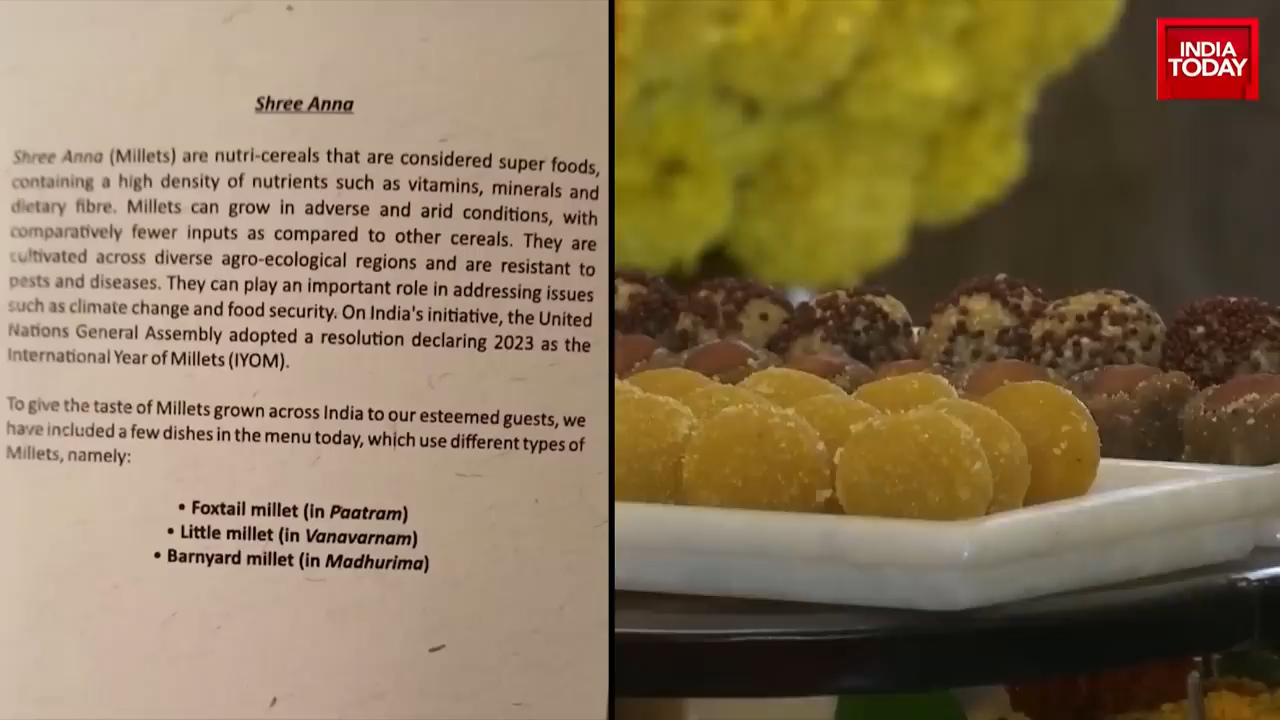 Shree Anna
Shree Anna (Millets) are nutri-cereals that are considered super foods,
containing a high density of nutrients such as vitamins, minerals and
dietary fibre. Millets can grow in adverse and arid conditions, with
comparatively fewer inputs as compared to other cereals. They are
cultivated across diverse agro-ecological regions and are resistant to
pests and diseases. They can play an important role in addressing issues
such as climate change and food security. On India's initiative, the United
Nations General Assembly adopted a resolution declaring 2023 as the
International Year of Millets (IYOM).
To give the taste of Millets grown across India to our esteemed guests, we
have included a few dishes in the menu today, which use different types of
Millets, namely:
• Foxtail millet (in Paatram)
• Little millet (in Vanavarnam)
• Barnyard millet (in Madhurima)
INDIA
TODAY